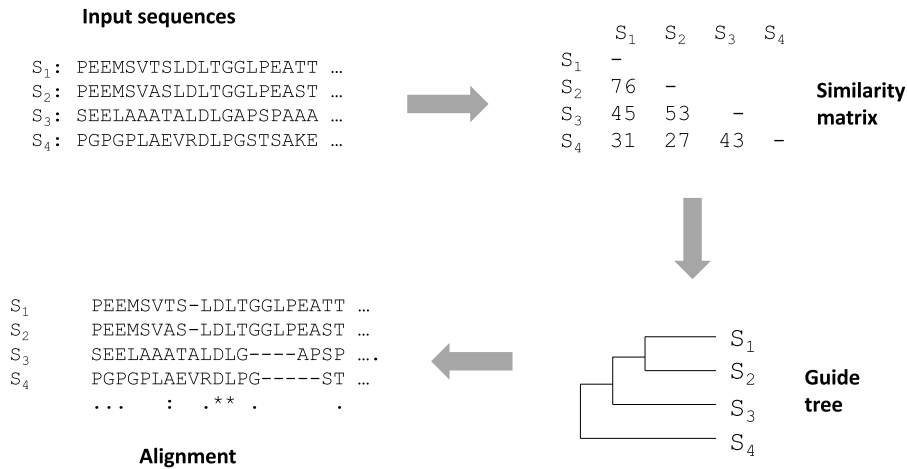 Input sequences
S1: PEEMSVTSLDLTGGLPEATT …
S2: PEEMSVASLDLTGGLPEAST …
S3: SEELAAATALDLGAPSPAAA …
S4: PGPGPLAEVRDLPGSTSAKE …
S1 S2 S3 S4
S1 -
S2 76 -
S3 45 53 -
S4 31 27 43 -
Similarity
matrix
S1 PEEMSVTS-LDLTGGLPEATT …
S2 PEEMSVAS-LDLTGGLPEAST …
S3 SEELAAATALDLG----APSP ….
S4 PGPGPLAEVRDLPG-----ST …
... : .** . .
Alignment
S1
S2
S3
S4
Guide
tree